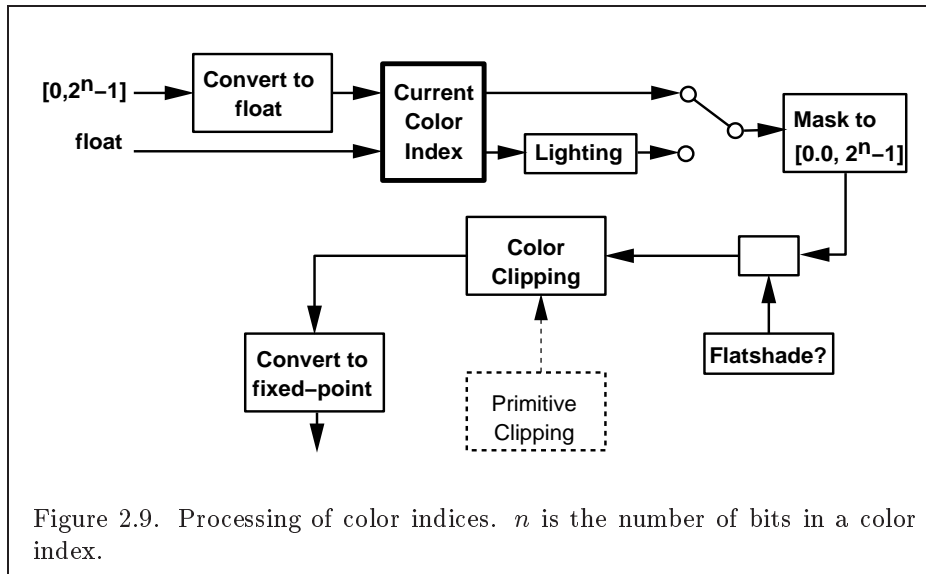 [0,2ⁿ–1]
Convert to
float
float
Current
Color
Index
Lighting
Mask to
[0.0, 2ⁿ–1]
Flatshade?
Color
Clipping
Primitive
Clipping
Convert to
fixed–point
Figure 2.9. Processing of color indices. n is the number of bits in a color
index.